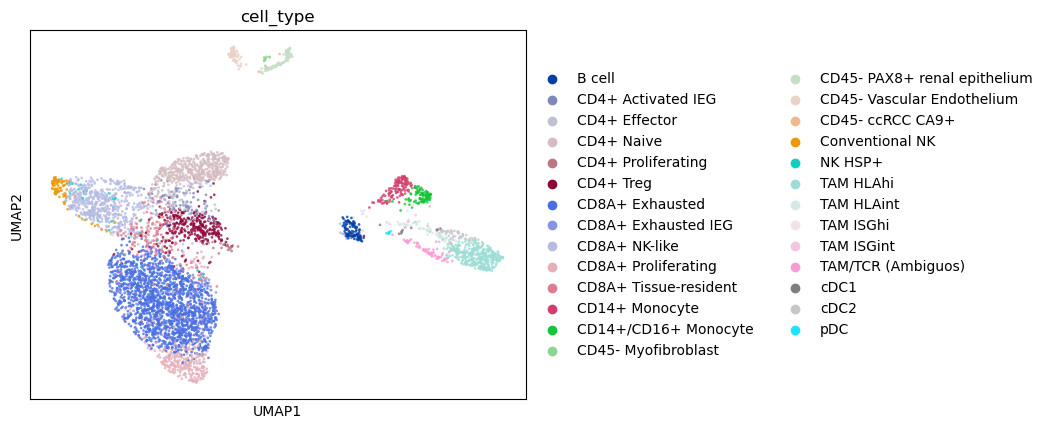 cell_type
UMAP2
UMAP1
B cell
CD4+ Activated IEG
CD4+ Effector
CD4+ Naive
CD4+ Proliferating
CD4+ Treg
CD8A+ Exhausted
CD8A+ Exhausted IEG
CD8A+ NK-like
CD8A+ Proliferating
CD8A+ Tissue-resident
CD14+ Monocyte
CD14+/CD16+ Monocyte
CD45- Myofibroblast
CD45- PAX8+ renal epithelium
CD45- Vascular Endothelium
CD45- ccRCC CA9+
Conventional NK
NK HSP+
TAM HLAhi
TAM HLAint
TAM ISGhi
TAM ISGint
TAM/TCR (Ambiguos)
cDC1
cDC2
pDC